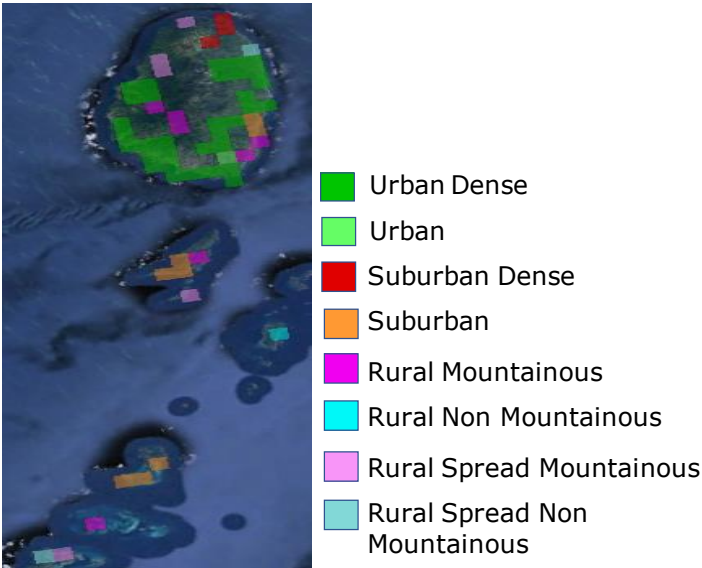 Urban Dense
Urban
Suburban Dense
Suburban
Rural Mountainous
Rural Non Mountainous
Rural Spread Mountainous
Rural Spread Non
Mountainous